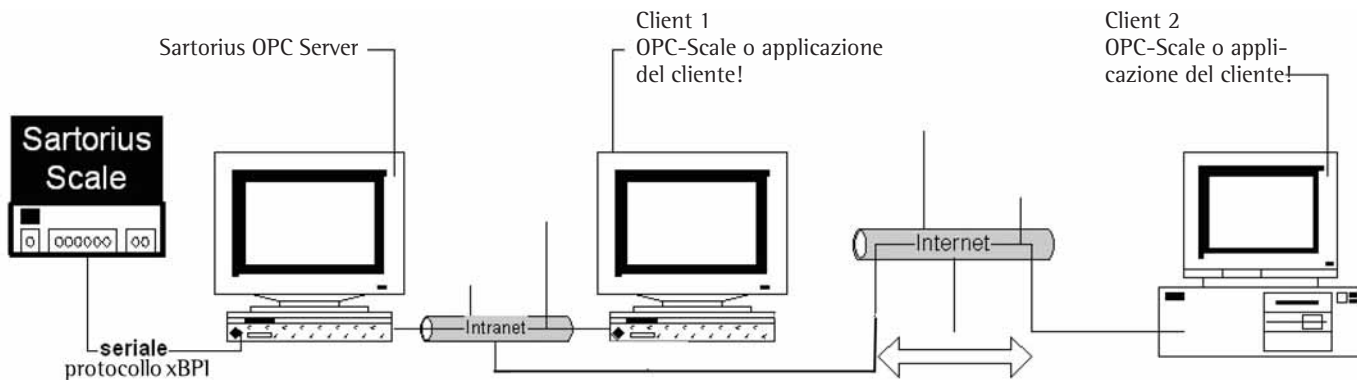 Sartorius OPC Server
Client 1
OPC-Scale o applicazione
del cliente!
Client 2
OPC-Scale o appli-
cazione del cliente!
Sartorius
Scale
Intranet
Internet
seriale
protocollo xBPI